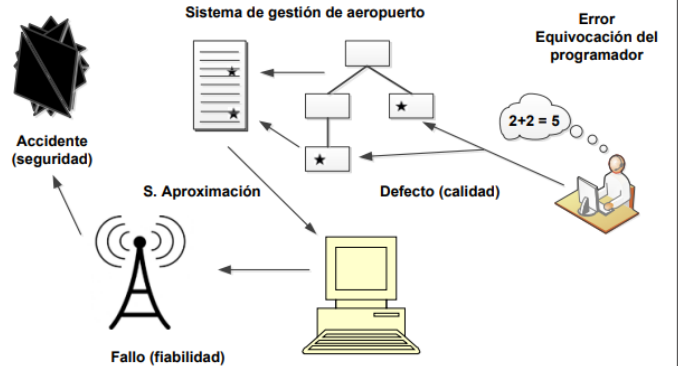 Sistema de gestión de aeropuerto
Error
Equivocación del
programador
2+2 = 5
Accidente
(seguridad)
S. Aproximación
Defecto (calidad)
Fallo (fiabilidad)